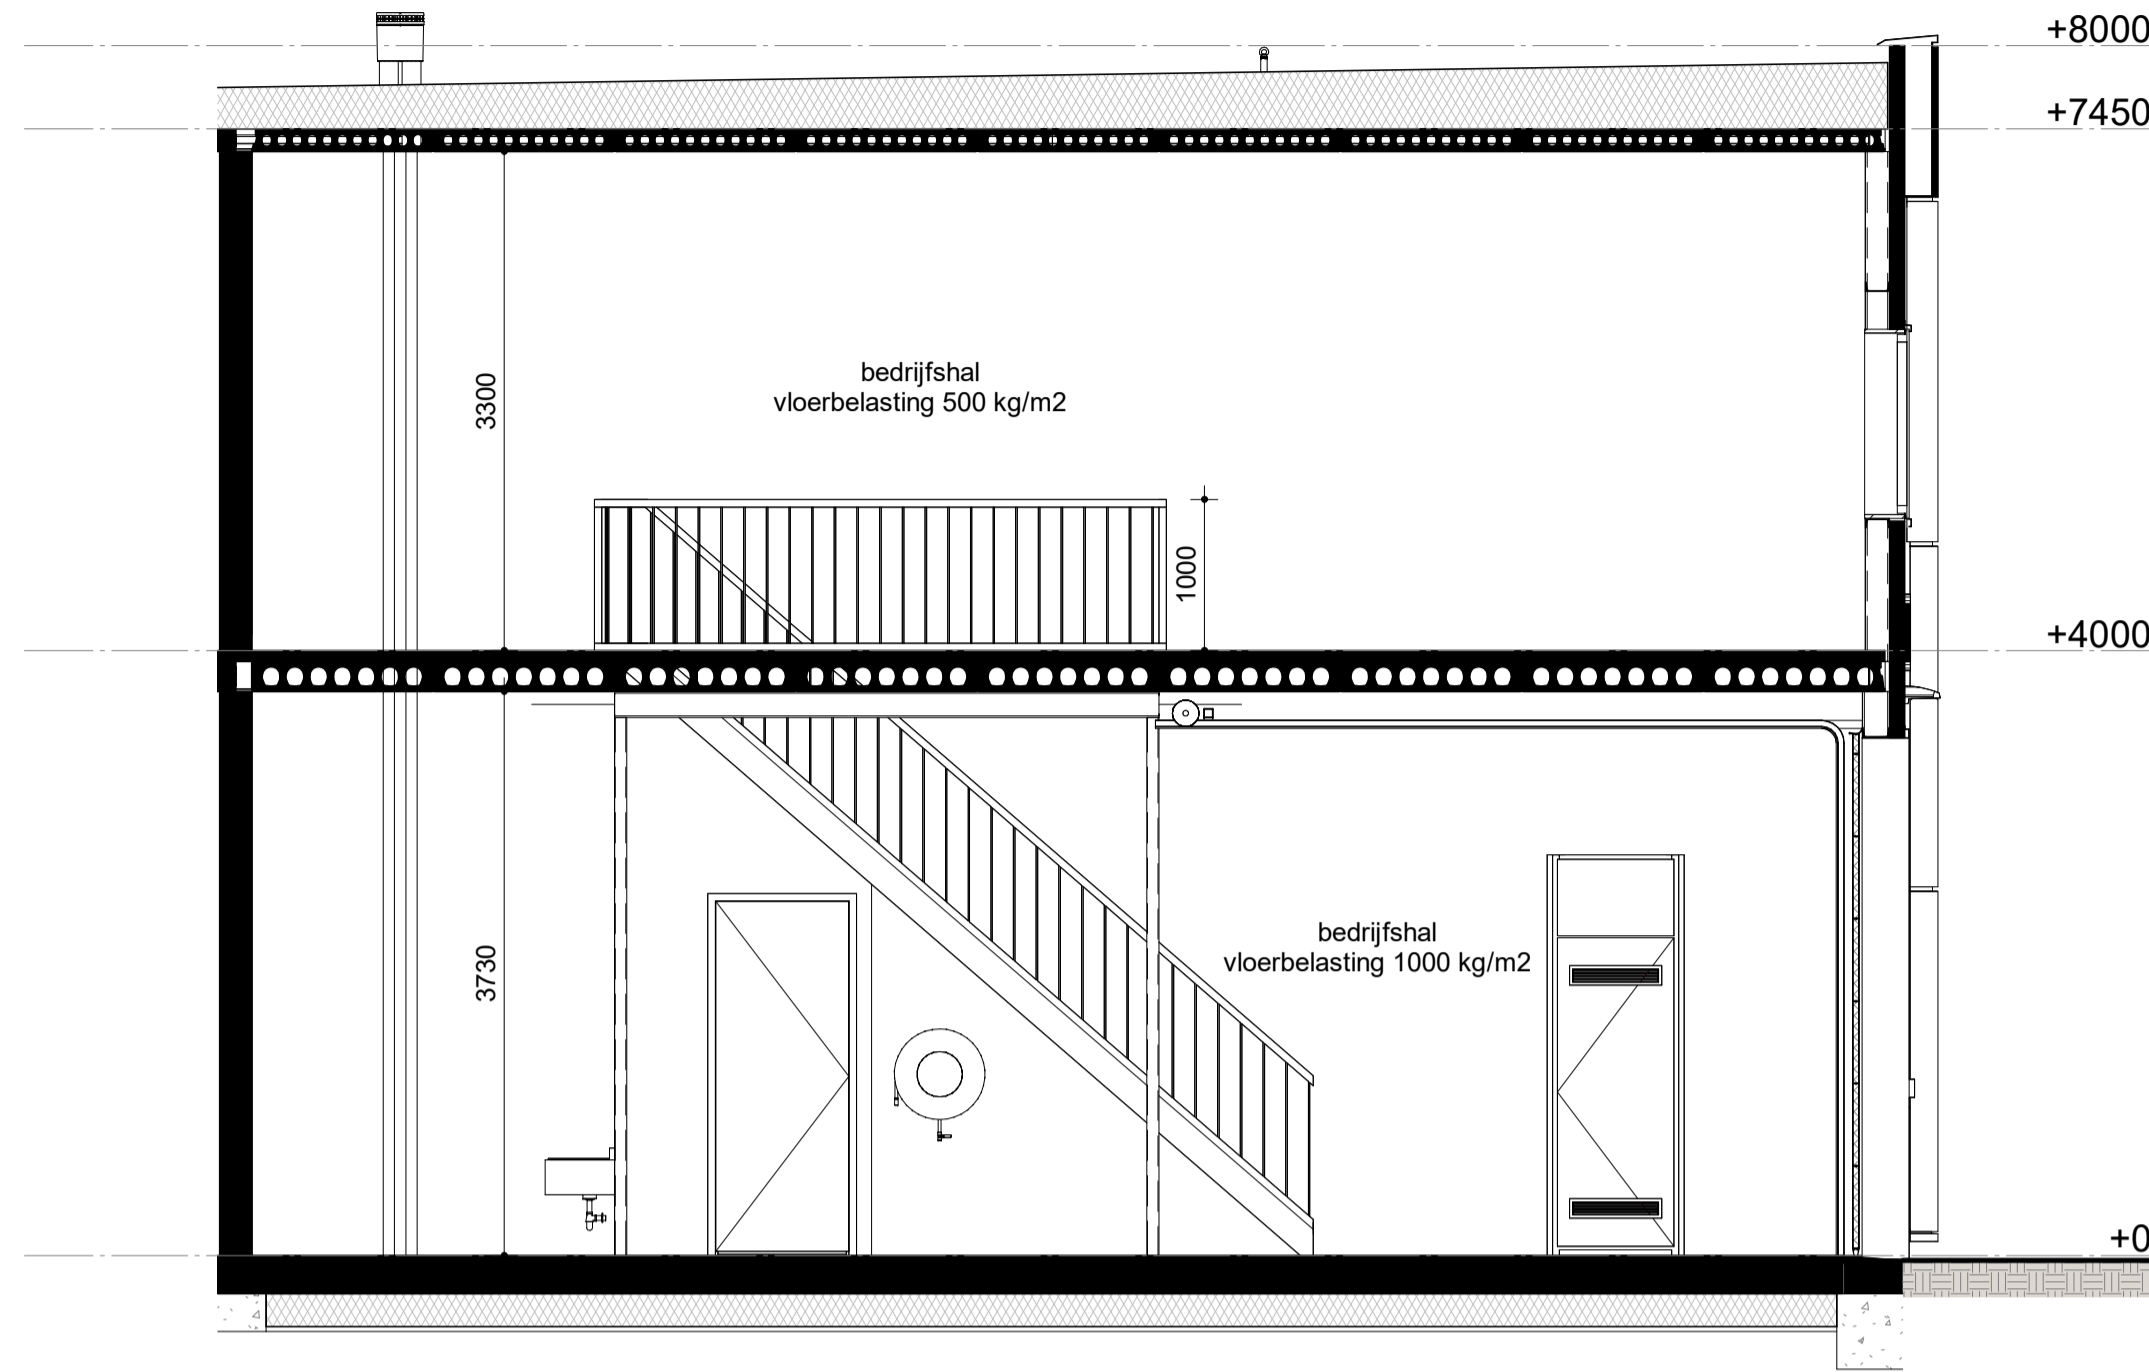 +8000
+7450
bedrijfshal
vloerbelasting 500 kg/m2
3300
1000
+4000
bedrijfshal
vloerbelasting 1000 kg/m2
3730
+0